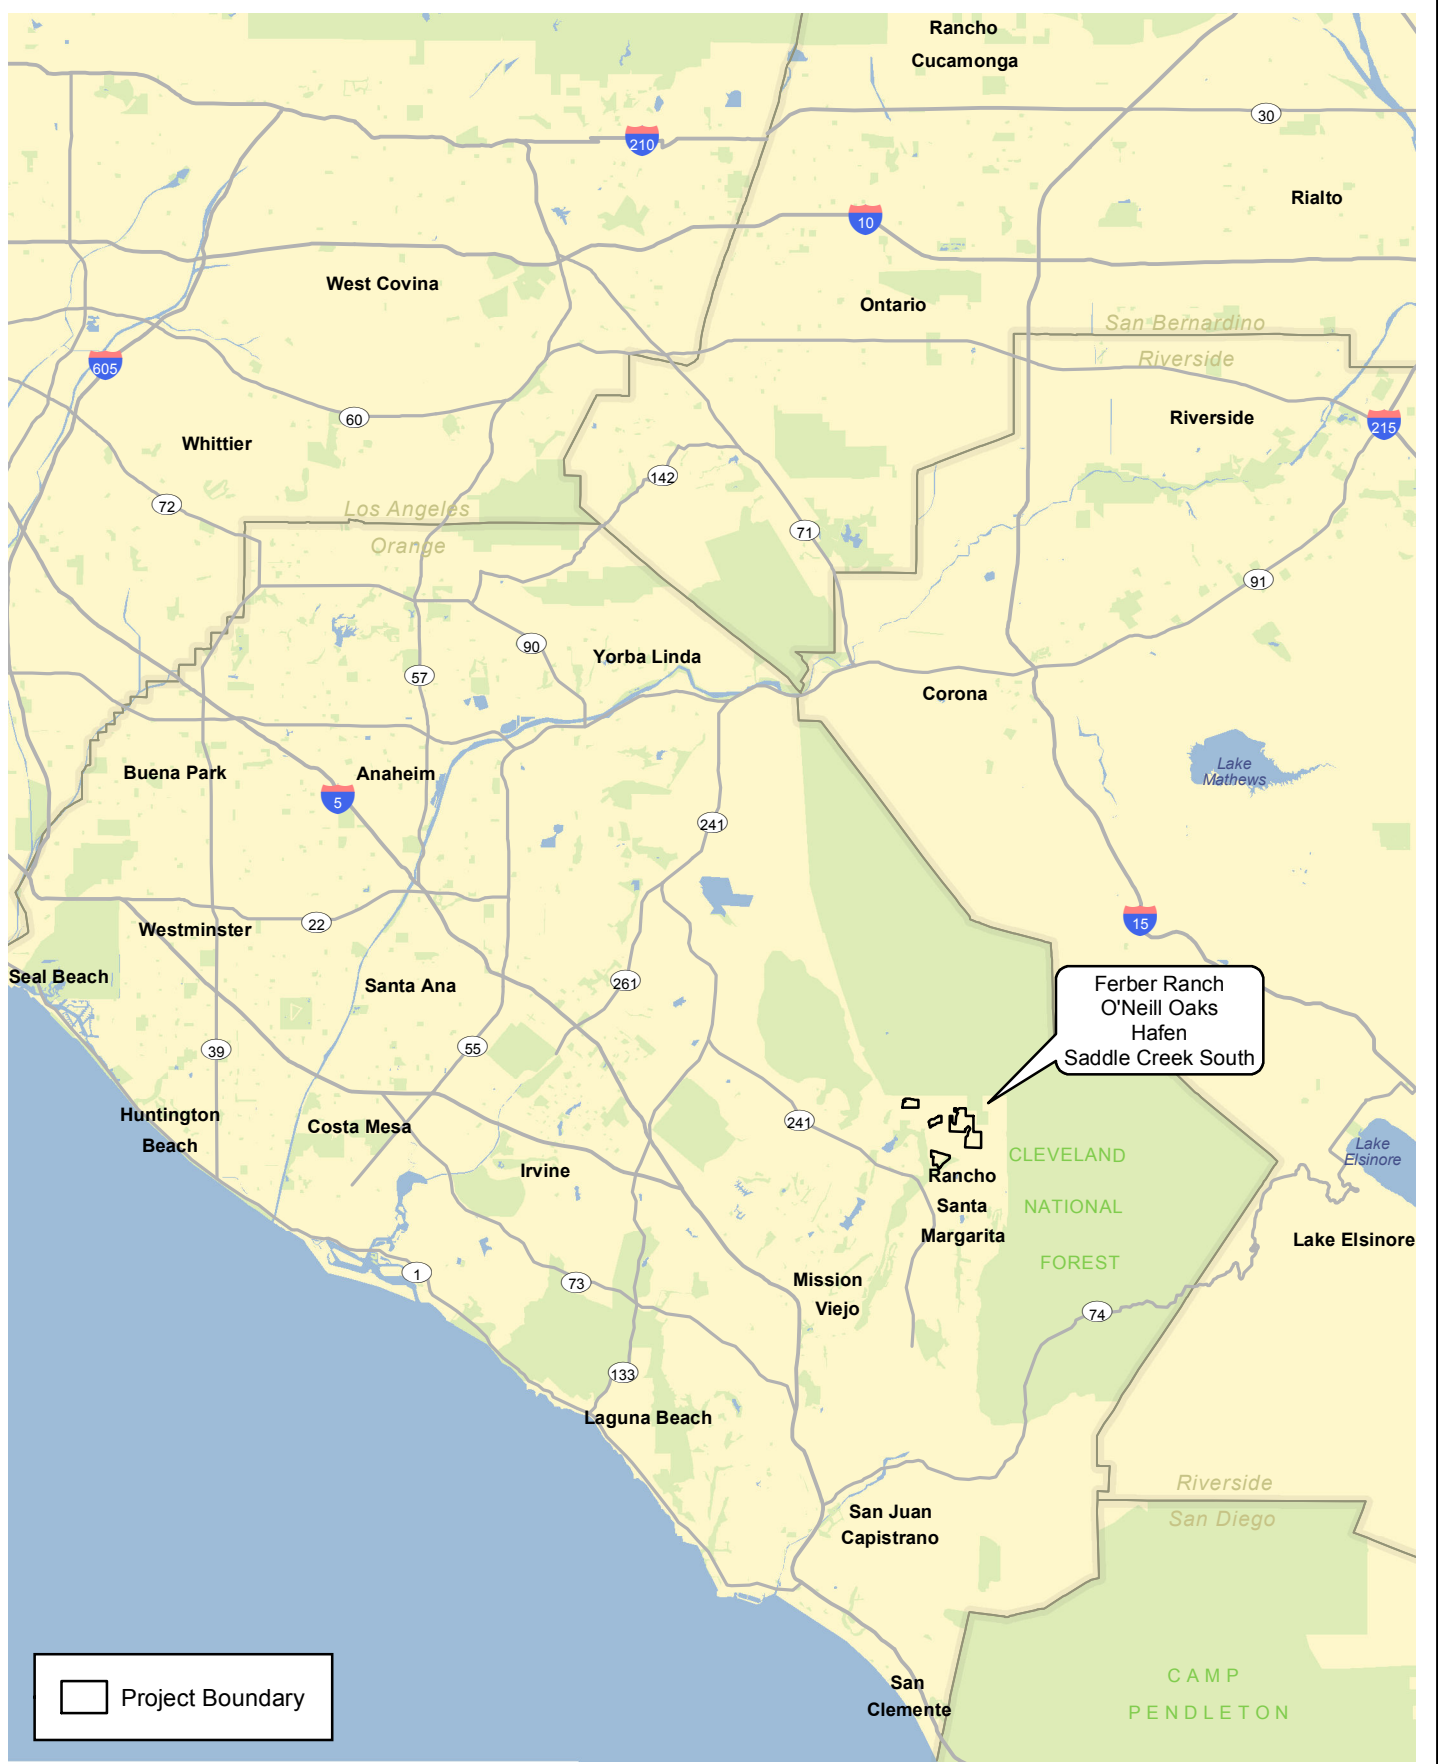 Rancho
Cucamonga
30
210
Rialto
10
West Covina
Ontario
San Bernardino
Riverside
605
60
Riverside
215
Whittier
142
72
Los Angeles
Orange
71
91
90
Yorba Linda
57
Corona
Lake
Mathews
Buena Park
Anaheim
5
241
15
22
Westminster
Seal Beach
Santa Ana
261
Ferber Ranch
O'Neill Oaks
Hafen
Saddle Creek South
39
55
Huntington
Beach
Costa Mesa
241
Irvine
CLEVELAND
NATIONAL
FOREST
Rancho
Santa
Margarita
Lake
Elsinore
Lake Elsinore
1
73
Mission
Viejo
74
133
Laguna Beach
Riverside
San Diego
San Juan
Capistrano
San
Clemente
CAMP
PENDLETON
Project Boundary